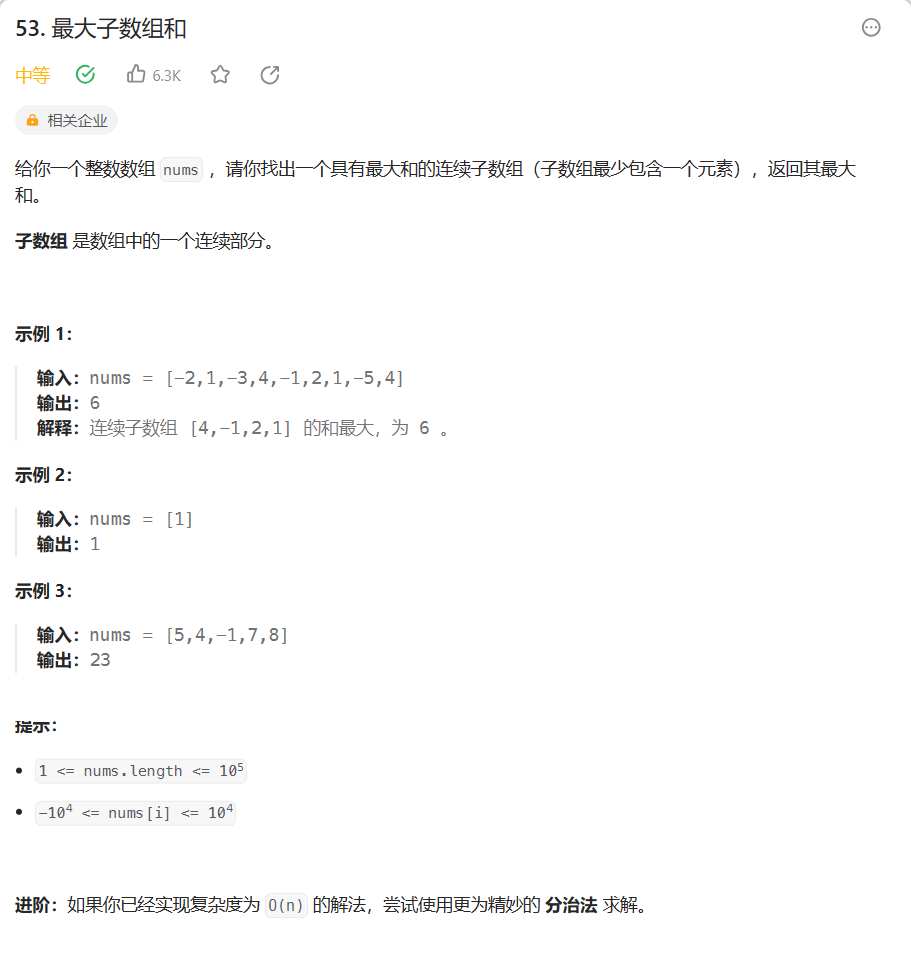 53. 最大子数组和
中等 6.3K
相关企业
给你一个整数数组 nums ，请你找出一个具有最大和的连续子数组（子数组最少包含一个元素），返回其最大
和。
子数组 是数组中的一个连续部分。
示例 1：
输入：nums = [-2,1,-3,4,-1,2,1,-5,4]
输出：6
解释：连续子数组 [4,-1,2,1] 的和最大，为 6 。
示例 2：
输入：nums = [1]
输出：1
示例 3：
输入：nums = [5,4,-1,7,8]
输出：23
提示：
• 1 <= nums.length <= 10⁵
• -10⁴ <= nums[i] <= 10⁴
进阶：如果你已经实现复杂度为 O(n) 的解法，尝试使用更为精妙的 分治法 求解。